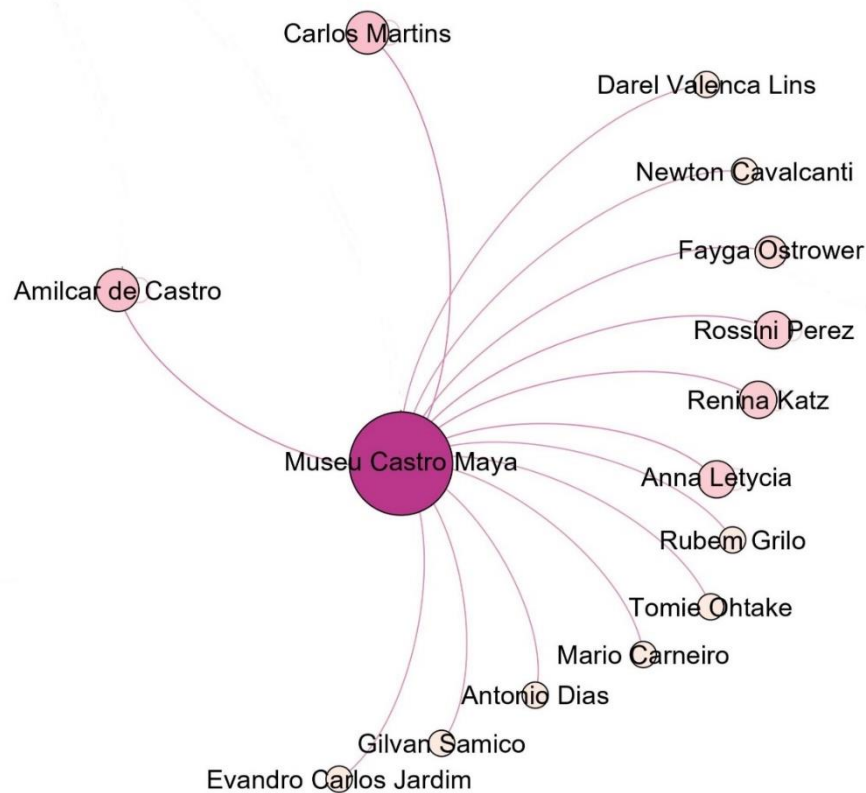 Carlos Martins
Darel Valenca Lins
Newton Cavalcanti
Fayga Ostrower
Amilcar de Castro
Rossini Perez
Renina Katz
Museu Castro Maya
Anna Letycia
Rubem Grilo
Tomie Ohtake
Mario Carneiro
Antonio Dias
Gilvan Samico
Evandro Carlos Jardim